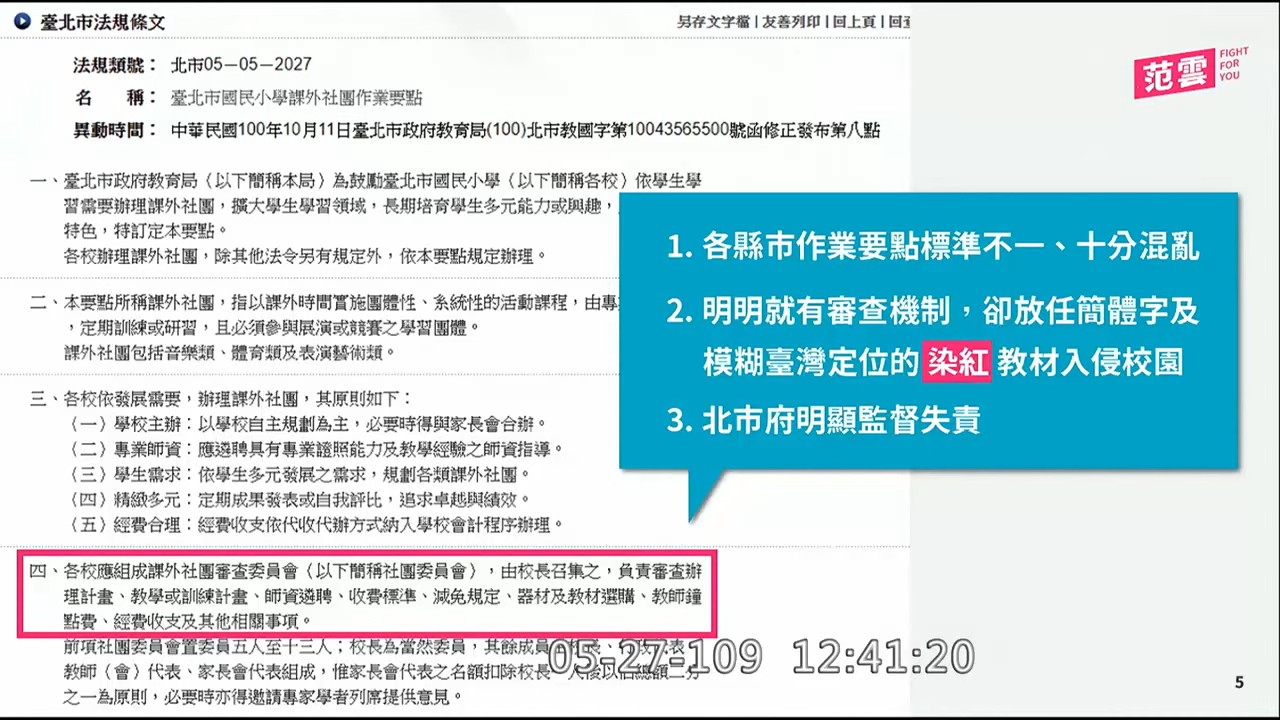 臺北市法規條文
另存文字檔 | 友善列印 | 回上頁 | 回
范雲
FIGHT
FOR
YOU
法規類號： 北市05－05－2027
名　　稱： 臺北市國民小學課外社團作業要點
異動時間： 中華民國100年10月11日臺北市政府教育局(100)北市教國字第10043565500號函修正發布第八點
一、臺北市政府教育局（以下簡稱本局）為鼓勵臺北市國民小學（以下簡稱各校）依學生學
習需要辦理課外社團，擴大學生學習領域，長期培育學生多元能力或興趣，
特色，特訂定本要點。
各校辦理課外社團，除其他法令另有規定外，依本要點規定辦理。
二、本要點所稱課外社團，指以課外時間實施團體性、系統性的活動課程，由專
，定期訓練或研習，且必須參與展演或競賽之學習團體。
課外社團包括音樂類、體育類及表演藝術類。
三、各校依發展需要，辦理課外社團，其原則如下：
（一）學校主辦：以學校自主規劃為主，必要時得與家長會合辦。
（二）專業師資：應遴聘具有專業證照能力及教學經驗之師資指導。
（三）學生需求：依學生多元發展之需求，規劃各類課外社團。
（四）精緻多元：定期成果發表或自我評比，追求卓越與績效。
（五）經費合理：經費收支依代收代辦方式納入學校會計程序辦理。
1. 各縣市作業要點標準不一、十分混亂
2. 明明就有審查機制，卻放任簡體字及
模糊臺灣定位的 染紅 教材入侵校園
3. 北市府明顯監督失責
四、各校應組成課外社團審查委員會（以下簡稱社團委員會），由校長召集之，負責審查辦
理計畫、教學或訓練計畫、師資遴聘、收費標準、減免規定、器材及教材選購、教師鐘
點費、經費收支及其他相關事項。
前項社團委員會置委員五人至十三人；校長為當然委員，其餘成員
教師（會）代表、家長會代表組成，惟家長會代表之名額扣除校長一人後以佔總額二分
之一為原則，必要時亦得邀請專家學者列席提供意見。
05-27-109 12:41:20
5